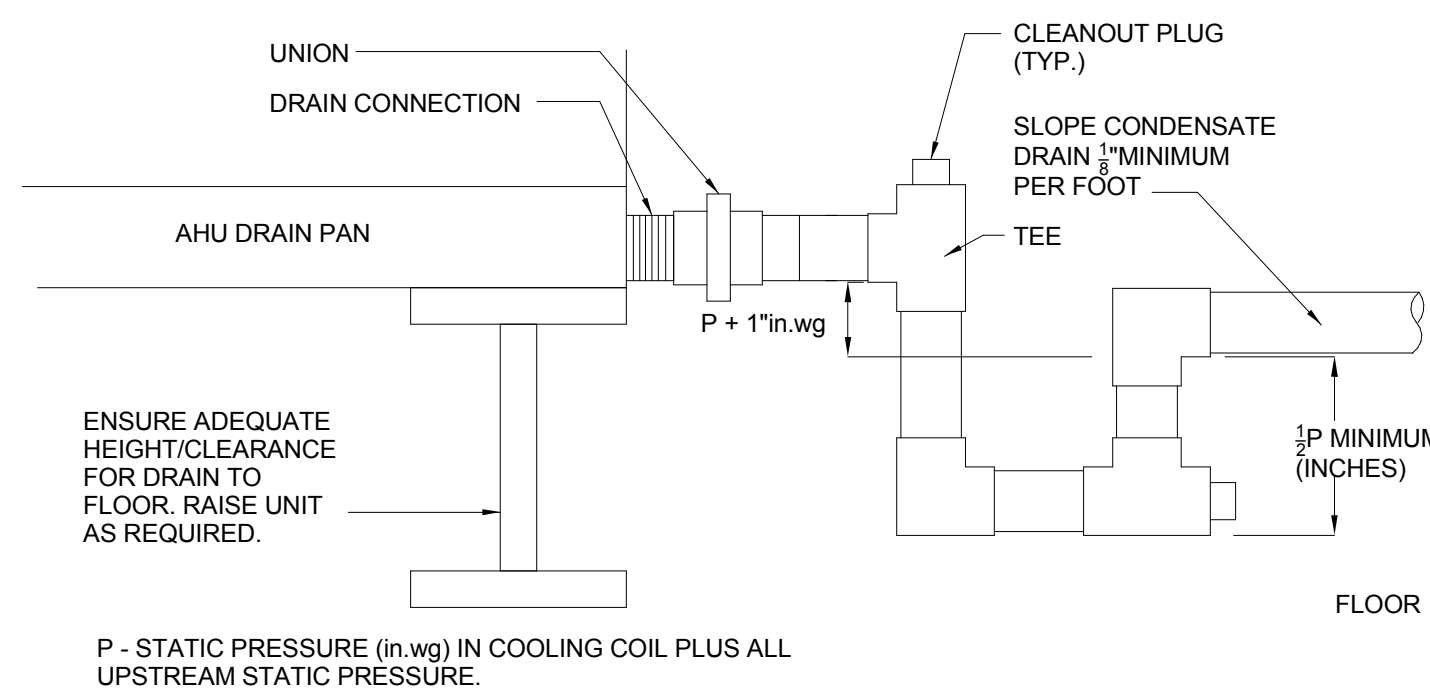 UNION
DRAIN CONNECTION
CLEANOUT PLUG
(TYP.)
SLOPE CONDENSATE
DRAIN 1/8"MINIMUM
PER FOOT
AHU DRAIN PAN
TEE
P + 1"in.wg
ENSURE ADEQUATE
HEIGHT/CLEARANCE
FOR DRAIN TO
FLOOR. RAISE UNIT
AS REQUIRED.
1/2P
(INCHES)
FLOOR
P - STATIC PRESSURE (in.wg) IN COOLING COIL PLUS ALL
UPSTREAM STATIC PRESSURE.